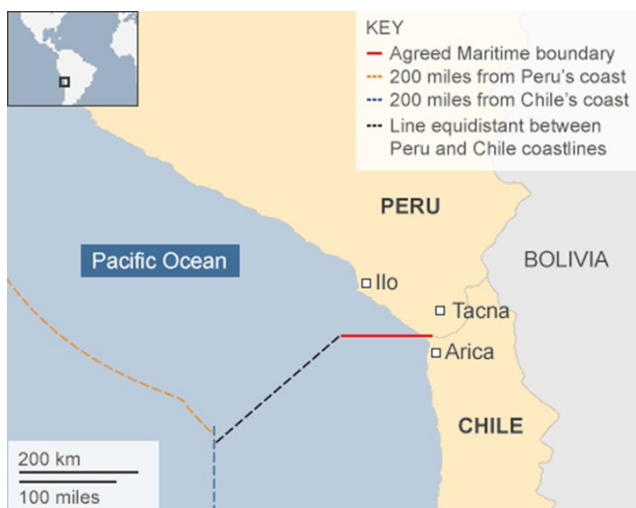 KEY
Agreed Maritime boundary
200 miles from Peru's coast
200 miles from Chile's coast
Line equidistant between
Peru and Chile coastlines
PERU
Pacific Ocean
BOLIVIA
Ilo
Tacna
Arica
CHILE
200 km
100 miles